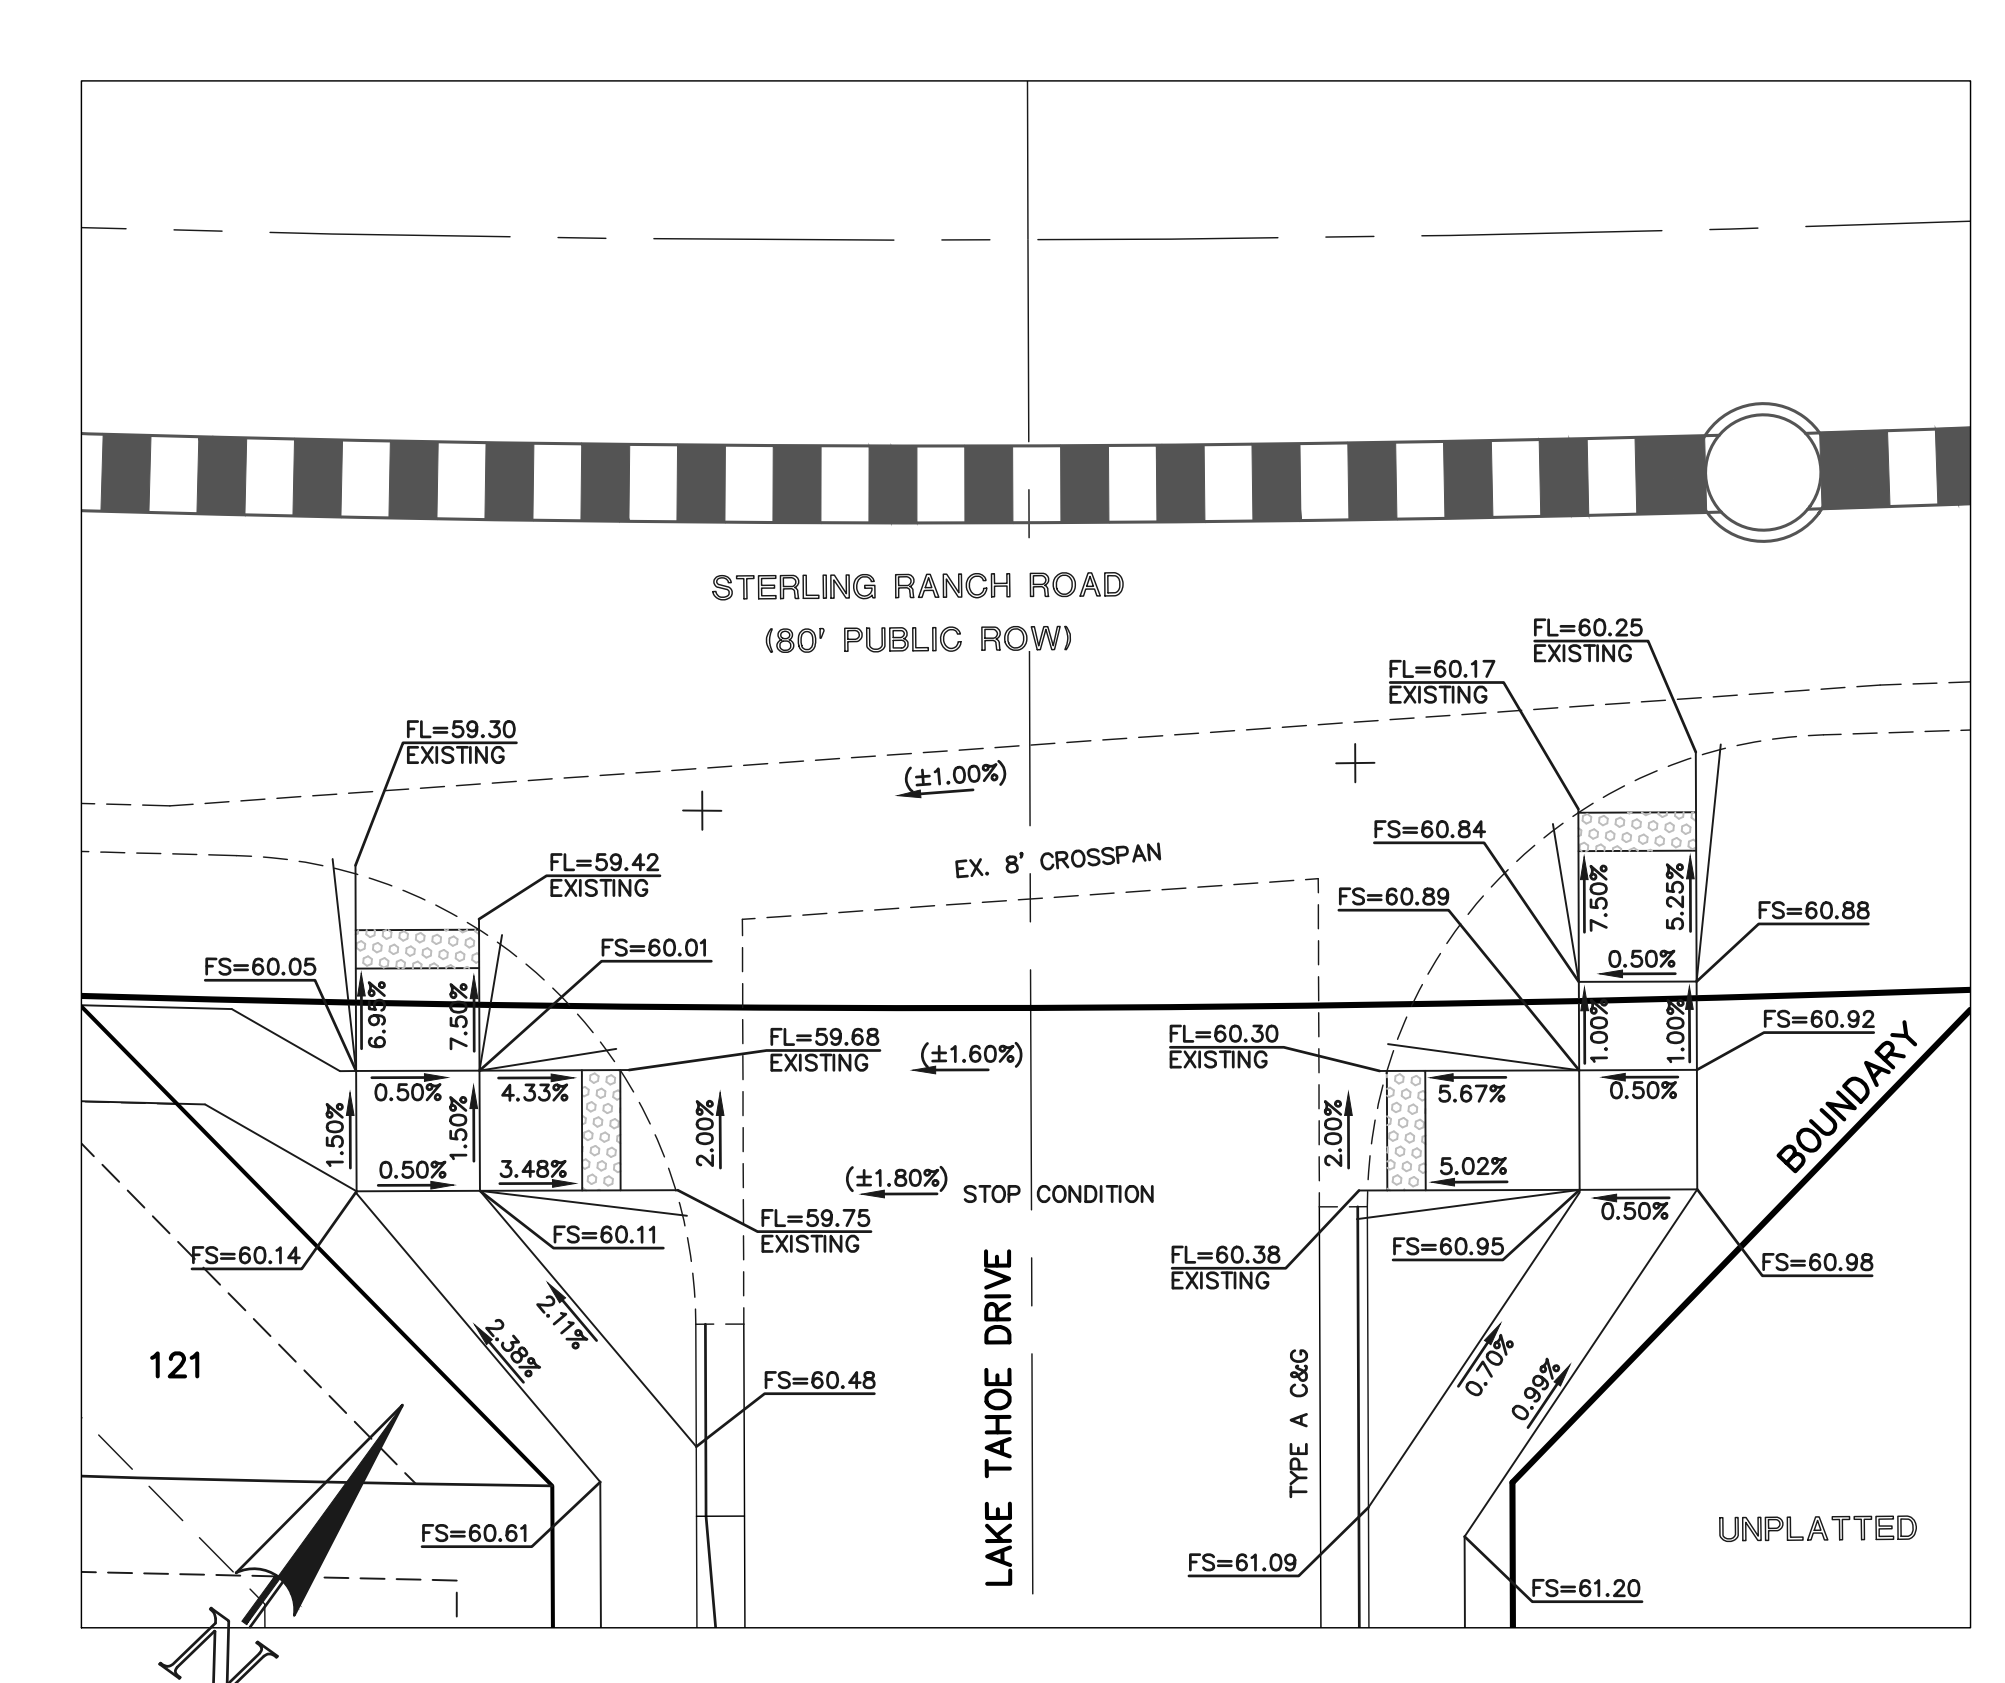 STERLING RANCH ROAD
(80' PUBLIC ROW)
FL=60.25
EXISTING
FL=60.17
EXISTING
FL=59.30
EXISTING
(±1.00%)
FS=60.84
EX. 8' CROSSPAN
FL=59.42
EXISTING
FS=60.89
7.50%
5.25%
FS=60.88
FS=60.01
FS=60.05
0.50%
6.95%
7.50%
FL=59.68
EXISTING
(±1.60%)
FL=60.30
EXISTING
1.00%
1.00%
FS=60.92
0.50%
4.33%
5.67%
0.50%
1.50%
1.50%
2.00%
2.00%
BOUNDARY
0.50%
3.48%
(±1.80%)
STOP CONDITION
5.02%
0.50%
FL=59.75
EXISTING
FS=60.11
FS=60.14
FL=60.38
EXISTING
FS=60.95
FS=60.98
2.11%
2.38%
LAKE TAHOE DRIVE
TYPE A C&G
0.70%
0.99%
121
FS=60.48
FS=60.61
FS=61.09
FS=61.20
UNPLATTED
N